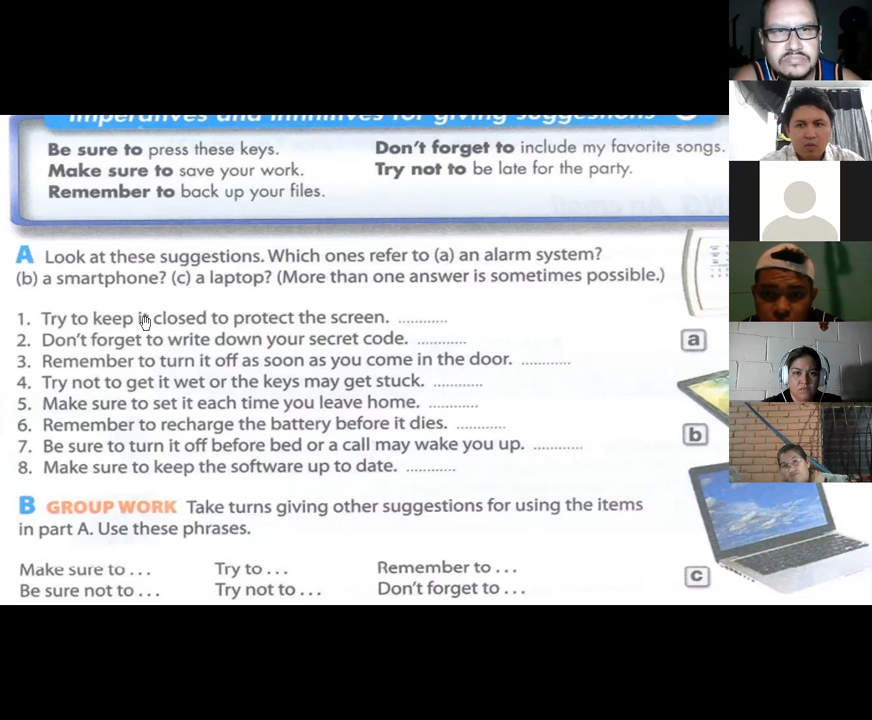 Imperatives and infinitives for giving suggestions
Be sure to press these keys.
Make sure to save your work.
Remember to back up your files.
Don't forget to include my favorite songs.
Try not to be late for the party.
A Look at these suggestions. Which ones refer to (a) an alarm system?
(b) a smartphone? (c) a laptop? (More than one answer is sometimes possible.)
1. Try to keep it closed to protect the screen. ............
2. Don't forget to write down your secret code. ............
3. Remember to turn it off as soon as you come in the door. ............
4. Try not to get it wet or the keys may get stuck. ............
5. Make sure to set it each time you leave home. ............
6. Remember to recharge the battery before it dies. ............
7. Be sure to turn it off before bed or a call may wake you up. ............
8. Make sure to keep the software up to date. ............
a
b
c
B GROUP WORK Take turns giving other suggestions for using the items
in part A. Use these phrases.
Make sure to . . .
Try to . . .
Remember to . . .
Be sure not to . . .
Try not to . . .
Don't forget to . . .